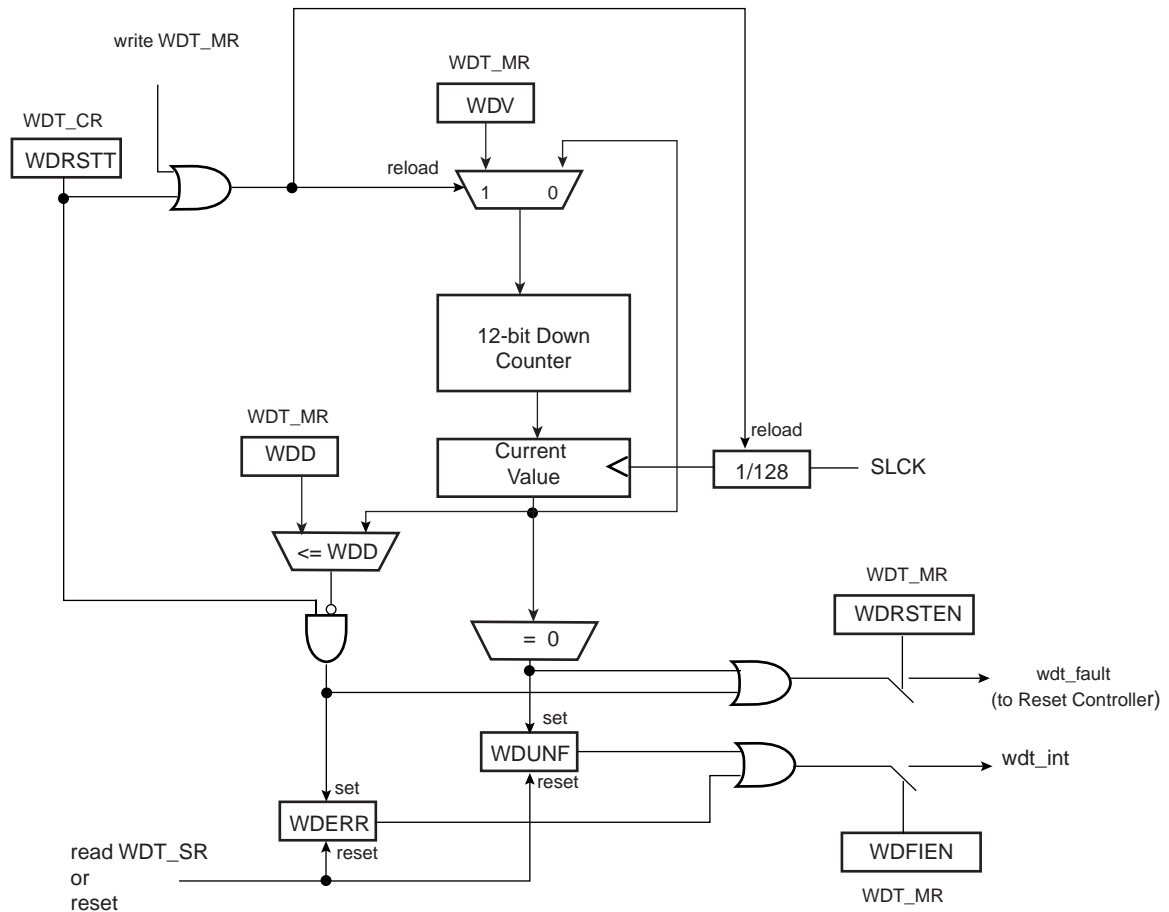 write WDT_MR
WDT_MR
WDV
WDT_CR
WDRSTT
reload
1 0
12-bit Down
Counter
WDT_MR
WDD
reload
Current
Value
1/128
SLCK
<= WDD
WDT_MR
WDRSTEN
= 0
wdt_fault
(to Reset Controller)
set
WDUNF
reset
wdt_int
set
WDERR
reset
WDFIEN
WDT_MR
read WDT_SR
or
reset